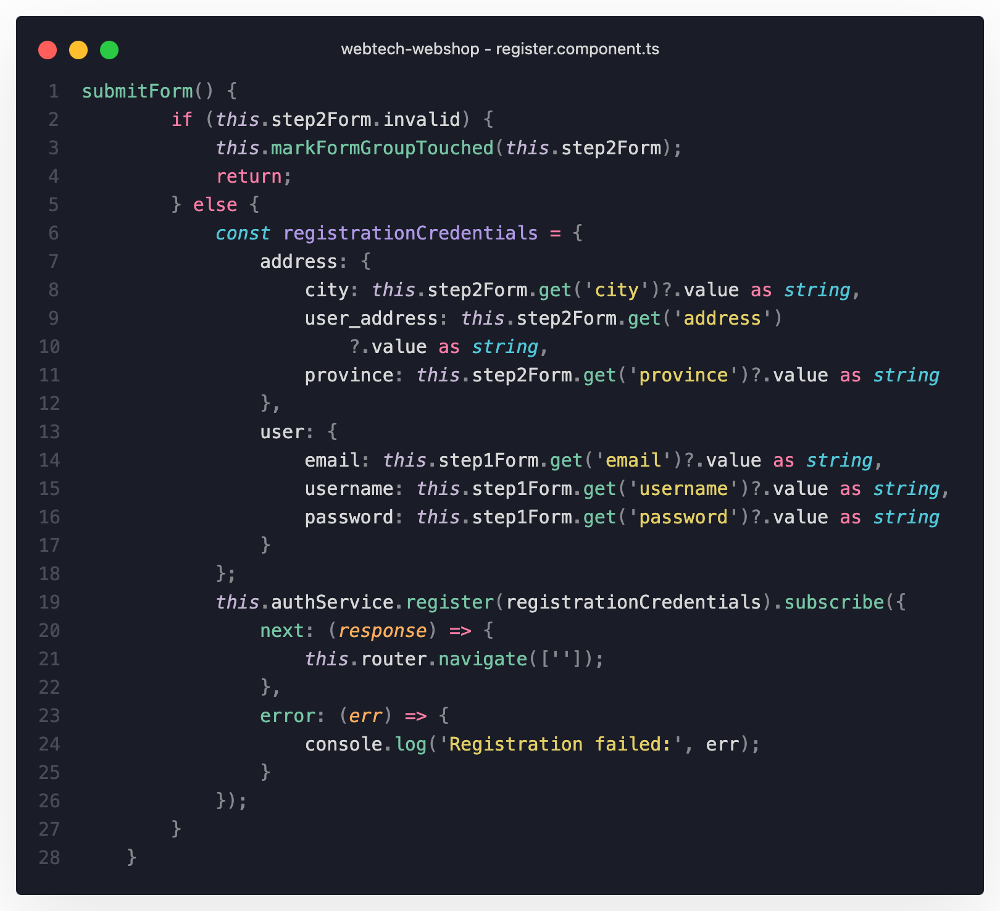 webtech-webshop - register.component.ts
1 submitForm() {
2         if (this.step2Form.invalid) {
3             this.markFormGroupTouched(this.step2Form);
4             return;
5         } else {
6             const registrationCredentials = {
7                 address: {
8                     city: this.step2Form.get('city')?.value as string,
9                     user_address: this.step2Form.get('address')
10                         ?.value as string,
11                     province: this.step2Form.get('province')?.value as string
12                 },
13                 user: {
14                     email: this.step1Form.get('email')?.value as string,
15                     username: this.step1Form.get('username')?.value as string,
16                     password: this.step1Form.get('password')?.value as string
17                 }
18             };
19             this.authService.register(registrationCredentials).subscribe({
20                 next: (response) => {
21                     this.router.navigate(['']);
22                 },
23                 error: (err) => {
24                     console.log('Registration failed:', err);
25                 }
26             });
27         }
28     }